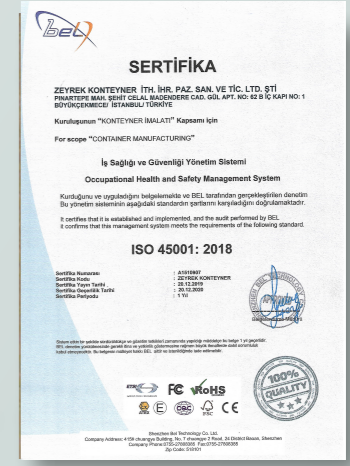 bel
SERTİFİKA
ZEYREK KONTEYNER İTH. İHR. PAZ. SAN. VE TİC. LTD. ŞTİ
PINARTEPE MAH. ŞEHİT CELAL MADENDERE CAD. GÜL APT. NO: 62 B İÇ KAPI NO: 1
BÜYÜKÇEKMECE/ İSTANBUL/ TÜRKİYE
Kuruluşunun "KONTEYNER İMALATI" Kapsamı için
For scope "CONTAINER MANUFACTURING"
İş Sağlığı ve Güvenliği Yönetim Sistemi
Occupational Health and Safety Management System
Kurduğunu ve uyguladığını belgelemekte ve BEL tarafından gerçekleştirilen denetim
Bu yönetim sisteminin aşağıdaki standardın şartlarını karşıladığını doğrulamaktadır.
It certifies that it is established and implemented, and the audit performed by BEL
It confirms that this management system meets the requirements of the following standard.
ISO 45001: 2018
Sertifika Numarası : A1510907
Sertifika Kodu : ZEYREK KONTEYNER
Sertifika Yayın Tarihi : 20.12.2019
Sertifika Geçerlilik Tarihi : 20.12.2020
Sertifika Periyodu : 1 Yıl
100%
QUALITY
FC RoHS
CE
Shenzhen Bel Technology Co. Ltd.
Zip Code: 518101